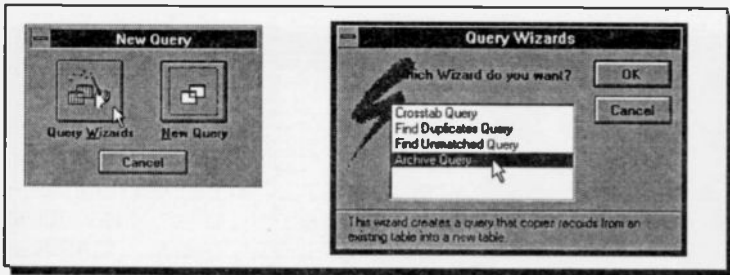 New Query
Query Wizards
New Query
Cancel
Query Wizards
Which Wizard do you want?
OK
Cancel
Crosstab Query
Find Duplicates Query
Find Unmatched Query
Archive Query
This wizard creates a query that copies records from an
existing table into a new table.